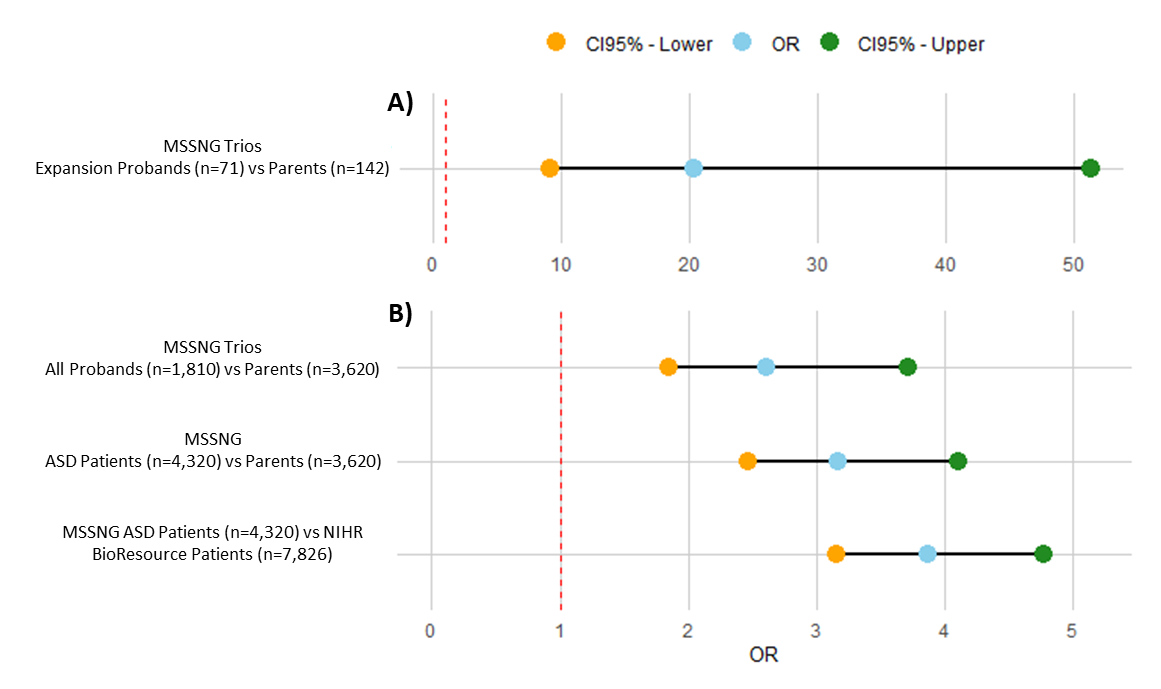 CI95% - Lower OR CI95% - Upper
A)
MSSNG Trios
Expansion Probands (n=71) vs Parents (n=142)
0 10 20 30 40 50
B)
MSSNG Trios
All Probands (n=1,810) vs Parents (n=3,620)
MSSNG
ASD Patients (n=4,320) vs Parents (n=3,620)
MSSNG ASD Patients (n=4,320) vs NIHR
BioResource Patients (n=7,826)
0 1 2 3 4 5
OR